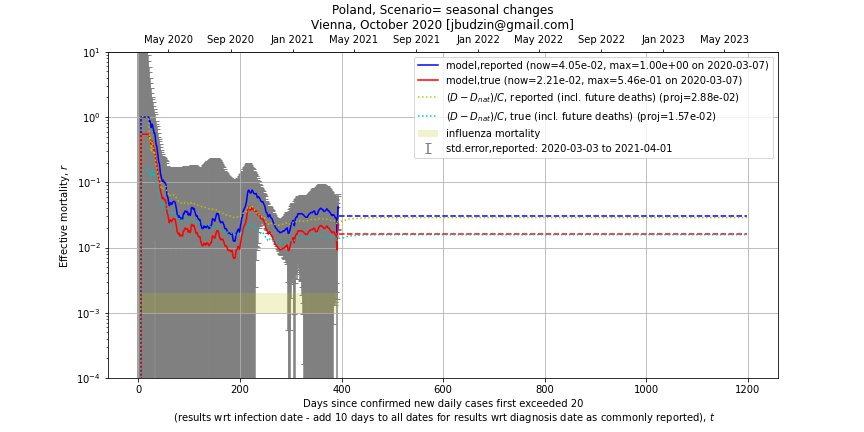 Poland, Scenario= seasonal changes
Vienna, October 2020 [jbudzin@gmail.com]
May 2020 Sep 2020 Jan 2021 May 2021 Sep 2021 Jan 2022 May 2022 Sep 2022 Jan 2023 May 2023
10¹
10⁰
10⁻¹
10⁻²
10⁻³
10⁻⁴
Effective mortality, r
model,reported (now=4.05e-02, max=1.00e+00 on 2020-03-07)
model,true (now=2.21e-02, max=5.46e-01 on 2020-03-07)
(D − Dₙₐₜ)/C, reported (incl. future deaths) (proj=2.88e-02)
(D − Dₙₐₜ)/C, true (incl. future deaths) (proj=1.57e-02)
influenza mortality
std.error,reported: 2020-03-03 to 2021-04-01
0 200 400 600 800 1000 1200
Days since confirmed new daily cases first exceeded 20
(results wrt infection date - add 10 days to all dates for results wrt diagnosis date as commonly reported), t